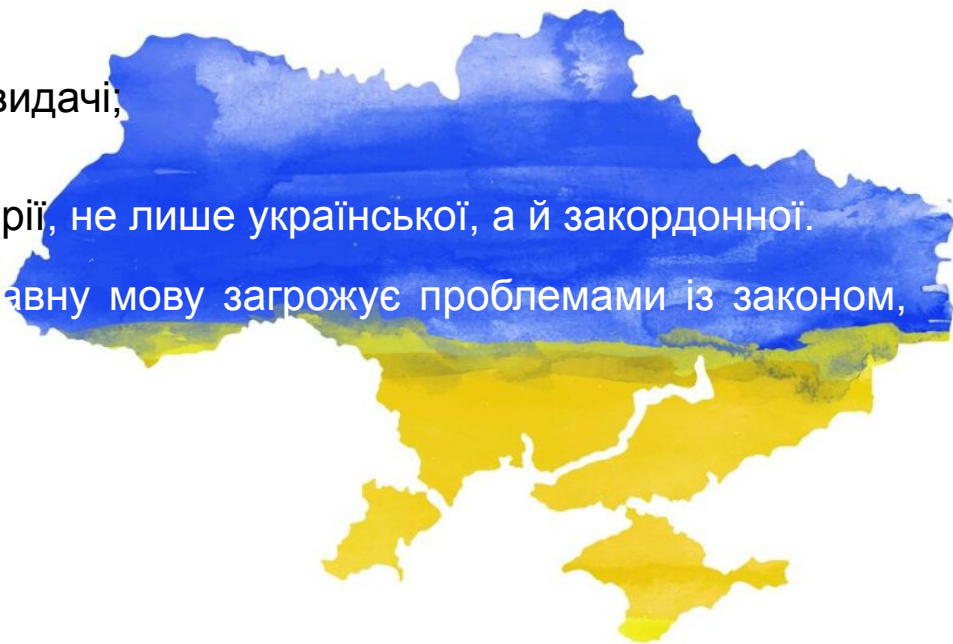 видачі;
рії, не лише української, а й закордонної.
авну мову загрожує проблемами із законом,